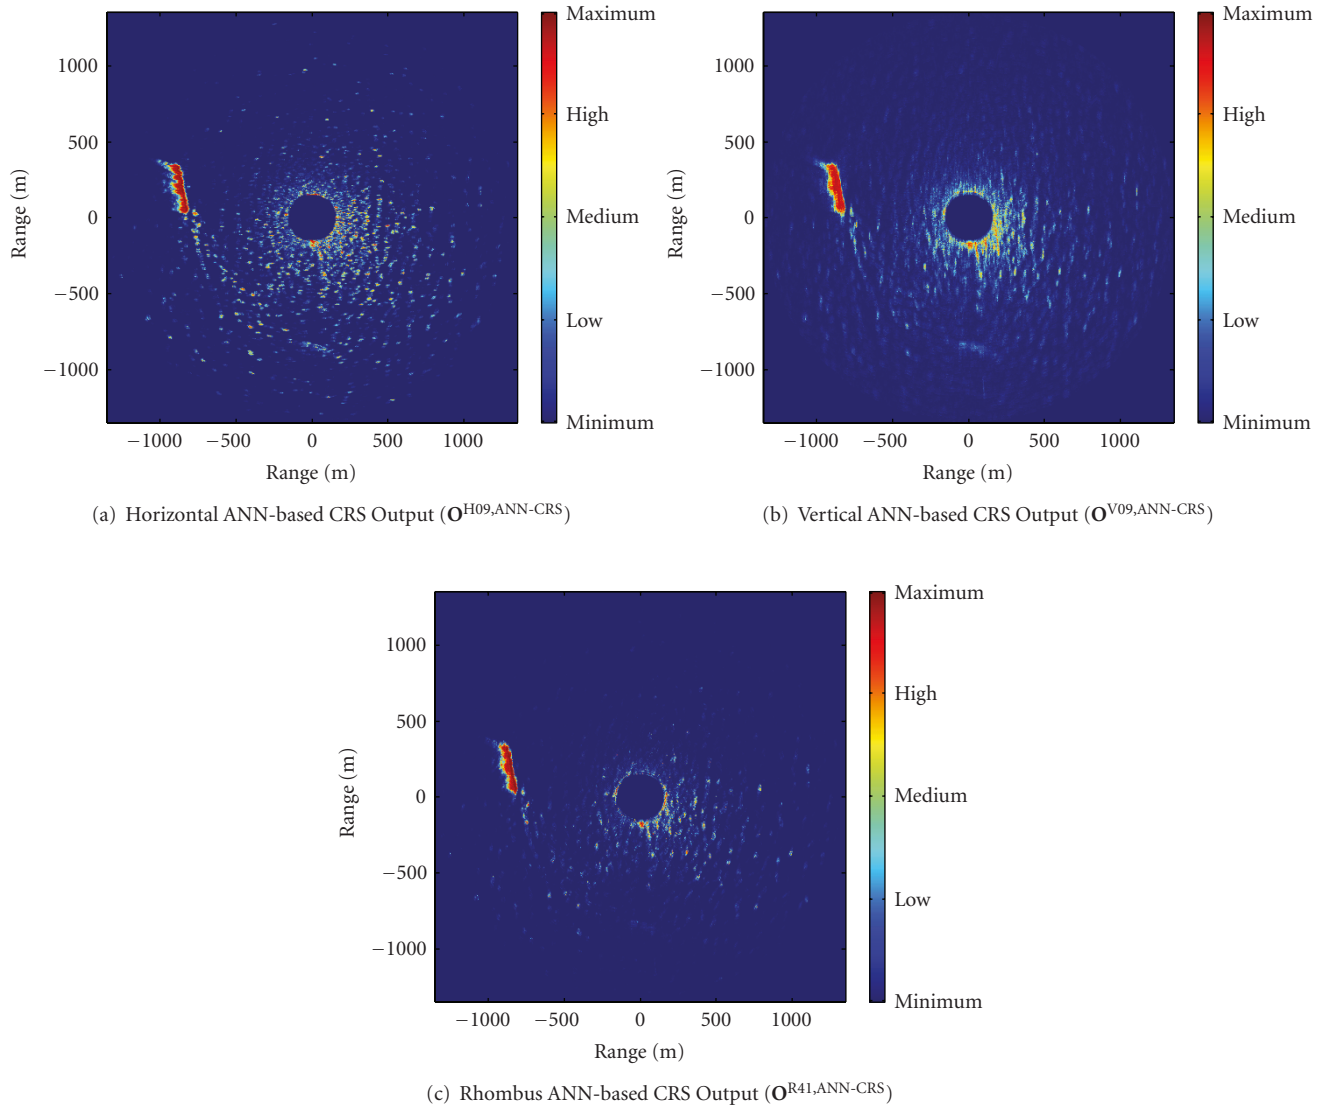 Maximum
High
Medium
Low
Minimum
1000
500
0
−500
−1000
Range (m)
−1000 −500 0 500 1000
Range (m)
(a) Horizontal ANN-based CRS Output (O^H09,ANN-CRS)
Maximum
High
Medium
Low
Minimum
1000
500
0
−500
−1000
Range (m)
−1000 −500 0 500 1000
Range (m)
(b) Vertical ANN-based CRS Output (O^V09,ANN-CRS)
Maximum
High
Medium
Low
Minimum
1000
500
0
−500
−1000
Range (m)
−1000 −500 0 500 1000
Range (m)
(c) Rhombus ANN-based CRS Output (O^R41,ANN-CRS)